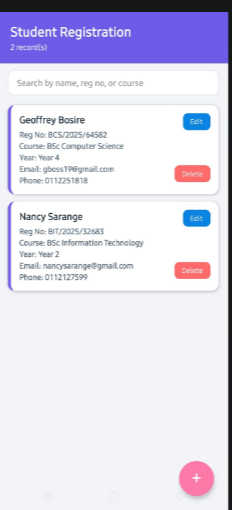 Student Registration
2 record(s)
Search by name, reg no, or course
Geoffrey Bosire
Edit
Reg No: BCS/2025/64582
Course: BSc Computer Science
Year: Year 4
Email: gboss19@gmail.com
Phone: 0112251818
Delete
Nancy Sarange
Edit
Reg No: BIT/2025/32683
Course: BSc Information Technology
Year: Year 2
Email: nancysarange@gmail.com
Phone: 0112127599
Delete
+